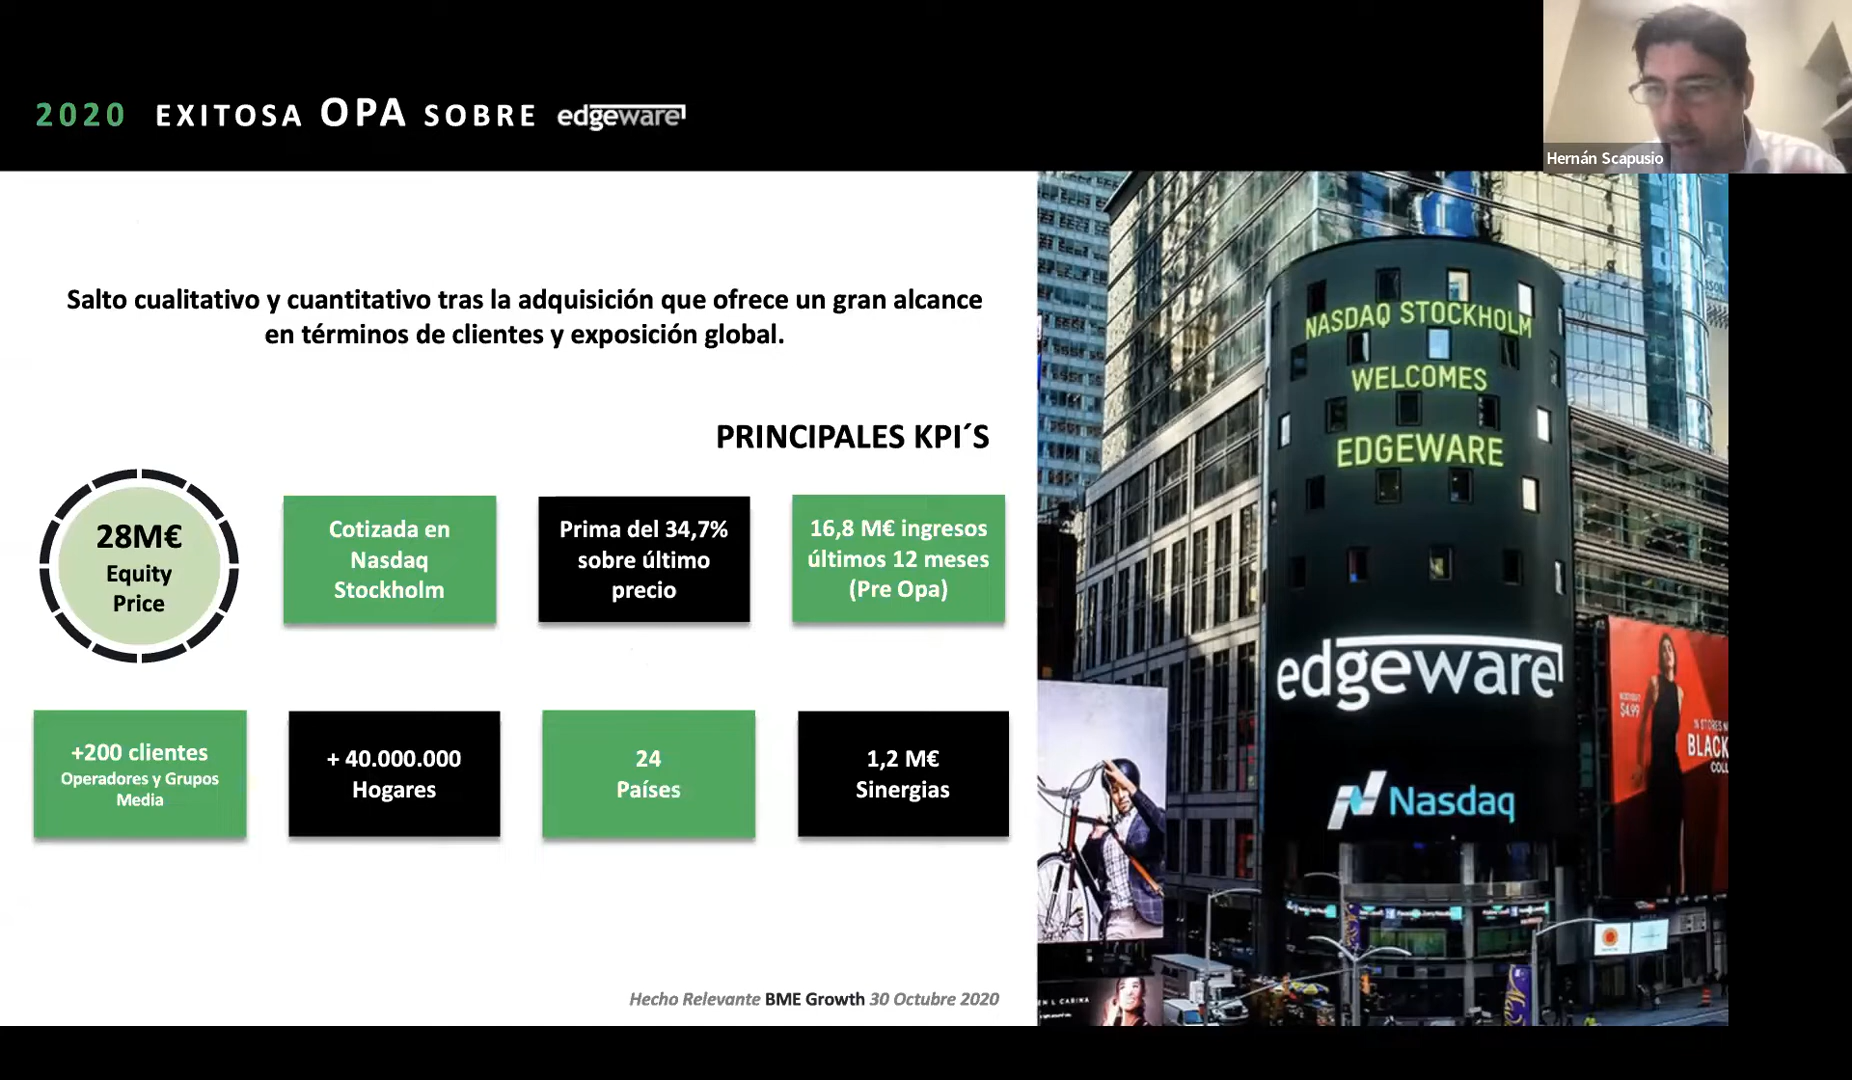 2020 EXITOSA OPA SOBRE edgeware
Hernán Scapusio
Salto cualitativo y cuantitativo tras la adquisición que ofrece un gran alcance
en términos de clientes y exposición global.
PRINCIPALES KPI´S
28M€
Equity
Price
Cotizada en
Nasdaq
Stockholm
Prima del 34,7%
sobre último
precio
16,8 M€ ingresos
últimos 12 meses
(Pre Opa)
+200 clientes
Operadores y Grupos
Media
+ 40.000.000
Hogares
24
Países
1,2 M€
Sinergias
Hecho Relevante BME Growth 30 Octubre 2020
NASDAQ STOCKHOLM
WELCOMES
EDGEWARE
edgeware
Nasdaq
$4.99
BLACK